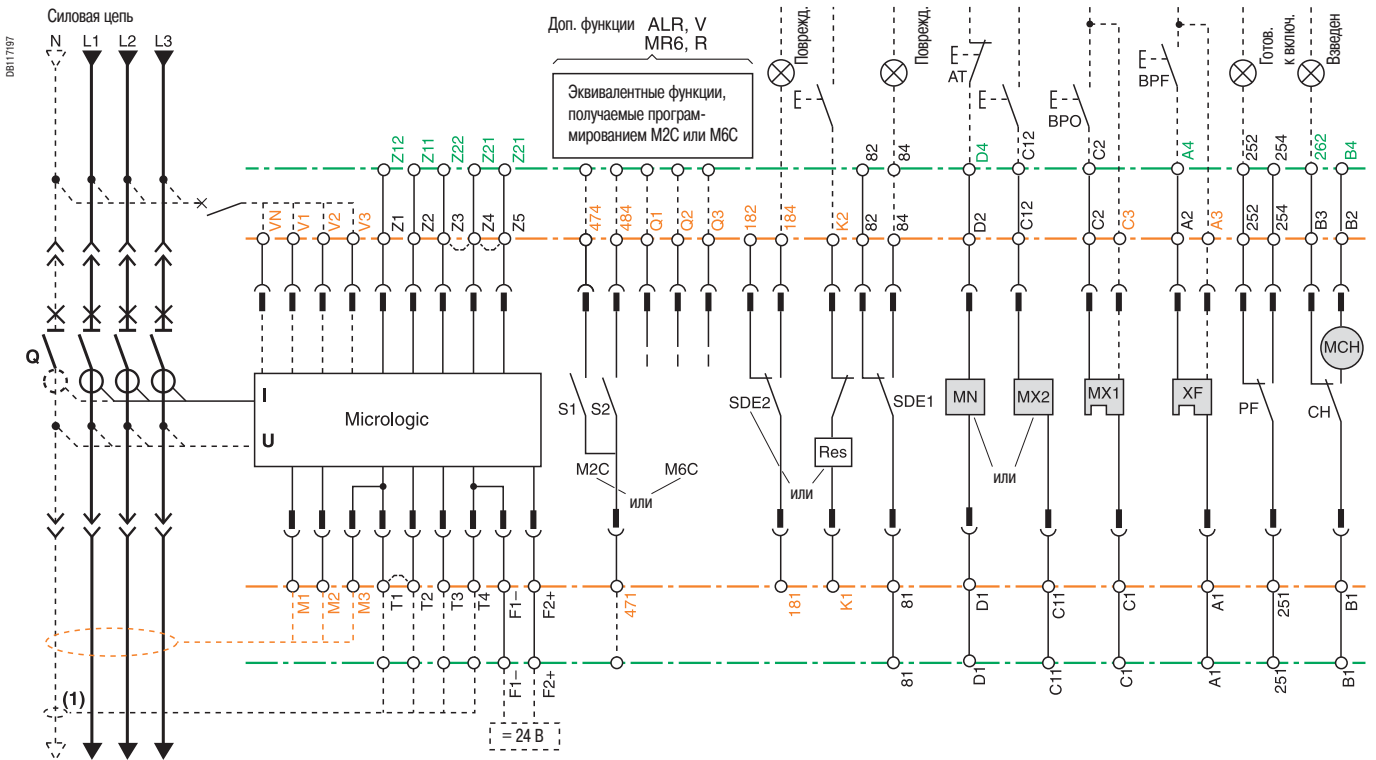 Силовая цепь
DB117197
N L1 L2 L3
Доп. функции ALR, V
MR6, R
Эквивалентные функции,
получаемые програм-
мированием M2C или M6C
Поврежд.
Поврежд.
AT
BPO
BPF
Готов.
к включ.
Взведен
Z12 Z11 Z22 Z21 Z21
82 84 D4 C12 C2 A4 252 254 262 B4
VN V1 V2 V3 Z1 Z2 Z3 Z4 Z5
474 484 Q1 Q2 Q3 182 184 K2 82 84 D2 C12 C2 C3 A2 A3 252 254 B3 B2
Q
I
U
Micrologic
S1 S2
M2C M6C
или
SDE2
Res
или
SDE1
MN MX2
или
MX1
XF
PF
CH
MCH
M1 M2 M3 T1 T2 T3 T4 F1– F2+
471 181 K1 81 D1 C11 C1 A1 251 B1
F1– F2+
81 D1 C11 C1 A1 251 B1
(1)
= 24 В